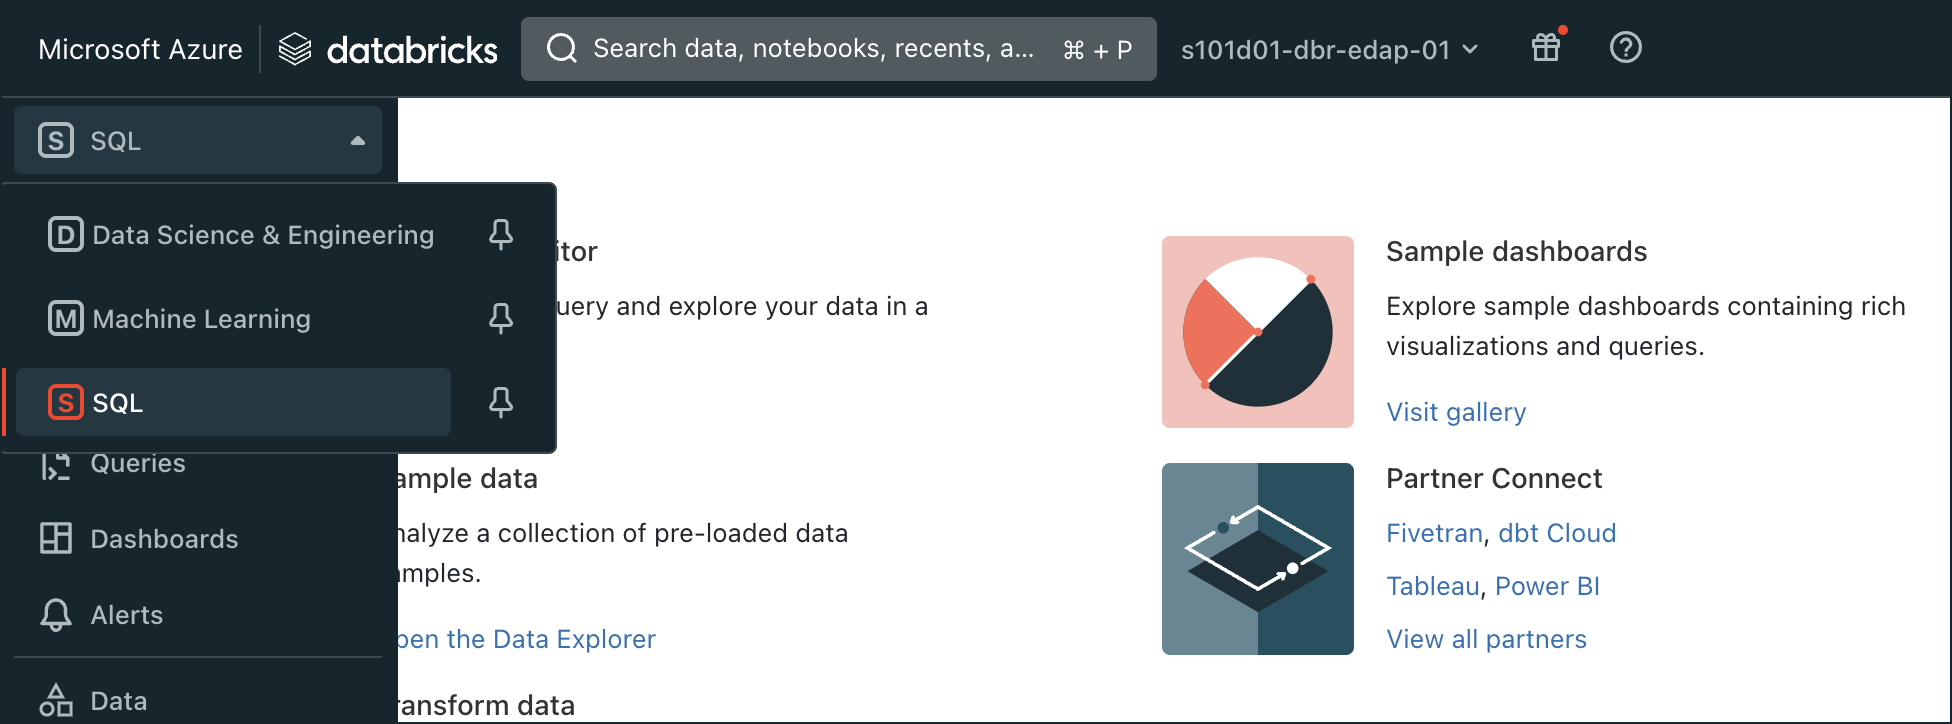 Microsoft Azure
databricks
Search data, notebooks, recents, a... ⌘ + P
s101d01-dbr-edap-01
S SQL
D Data Science & Engineering
M Machine Learning
S SQL
Queries
Dashboards
Alerts
Data
itor
uery and explore your data in a
ample data
nalyze a collection of pre-loaded data
amples.
pen the Data Explorer
ransform data
Sample dashboards
Explore sample dashboards containing rich
visualizations and queries.
Visit gallery
Partner Connect
Fivetran, dbt Cloud
Tableau, Power BI
View all partners